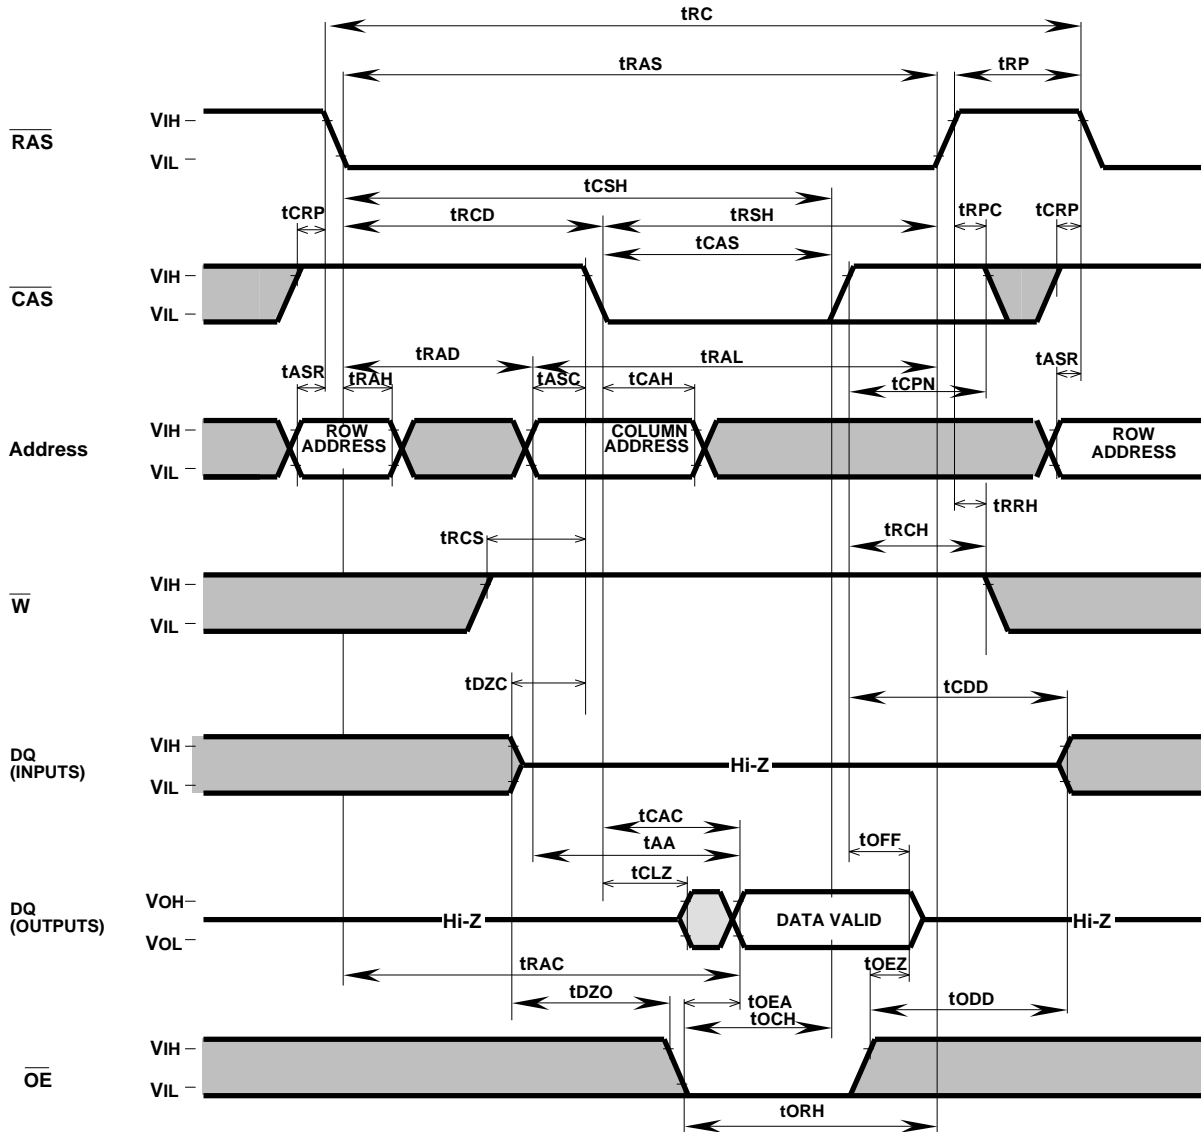 tRC
tRAS
tRP
RAS
VIH
VIL
tCSH
tCRP
tRCD
tRSH
tRPC
tCRP
tCAS
CAS
VIH
VIL
tRAD
tRAL
tASR
tASR
tRAH
tASC
tCAH
tCPN
Address
VIH
VIL
ROW
ADDRESS
COLUMN
ADDRESS
ROW
ADDRESS
tRRH
tRCS
tRCH
W
VIH
VIL
tDZC
tCDD
DQ
(INPUTS)
VIH
VIL
Hi-Z
tCAC
tAA
tOFF
tCLZ
DQ
(OUTPUTS)
VOH
VOL
Hi-Z
DATA VALID
Hi-Z
tRAC
tOEZ
tDZO
tOEA
tODD
tOCH
OE
VIH
VIL
tORH